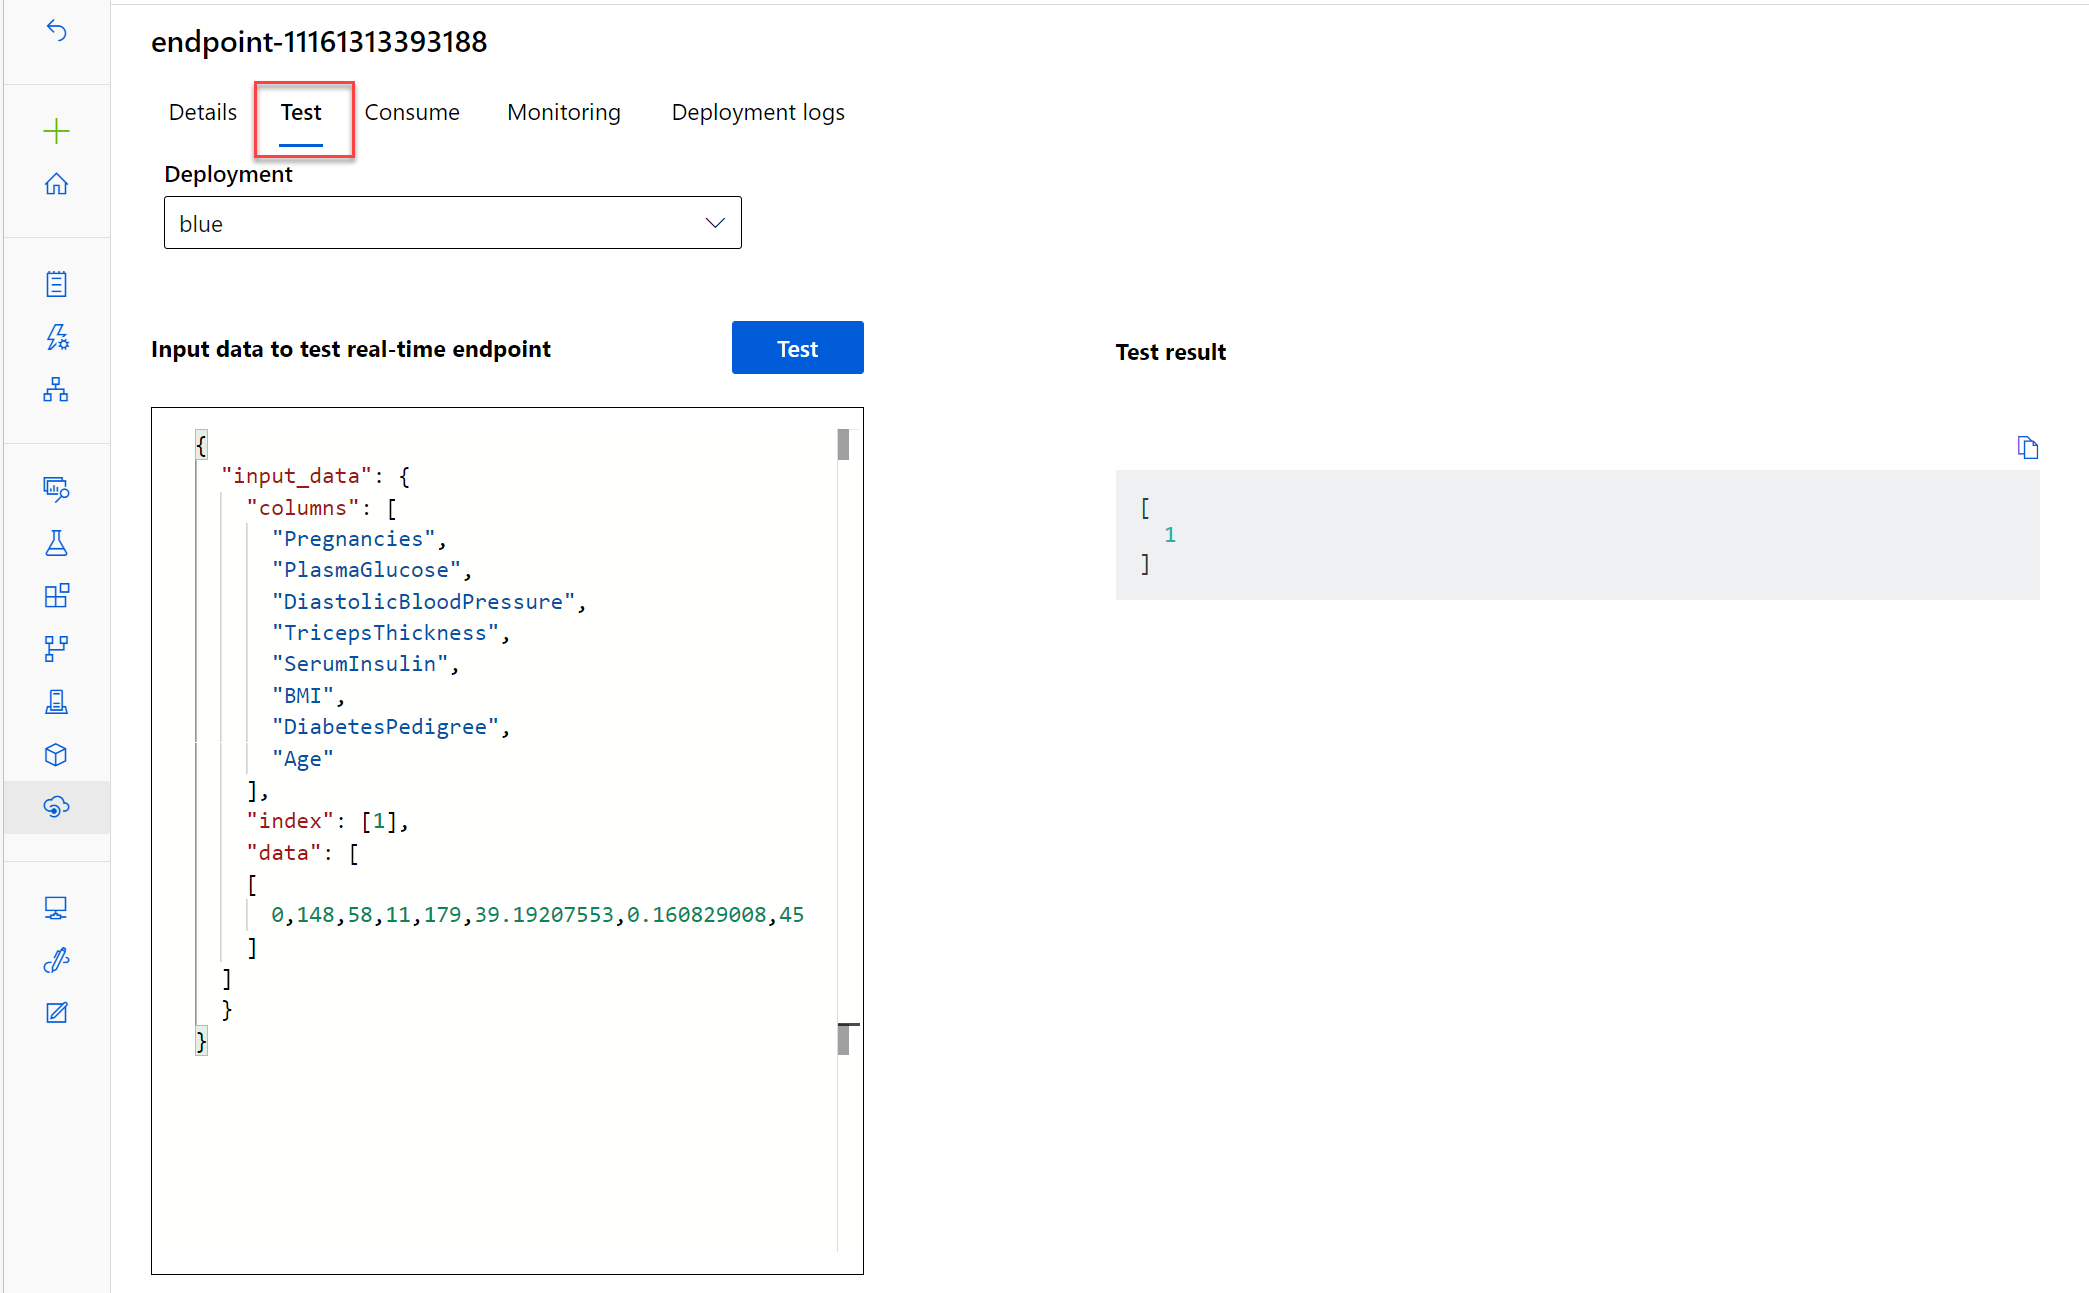 endpoint-11161313393188
Details Test Consume Monitoring Deployment logs
Deployment
blue
Input data to test real-time endpoint
Test
{
"input_data": {
"columns": [
"Pregnancies",
"PlasmaGlucose",
"DiastolicBloodPressure",
"TricepsThickness",
"SerumInsulin",
"BMI",
"DiabetesPedigree",
"Age"
],
"index": [1],
"data": [
[
0,148,58,11,179,39.19207553,0.160829008,45
]
]
}
}
Test result
[
1
]